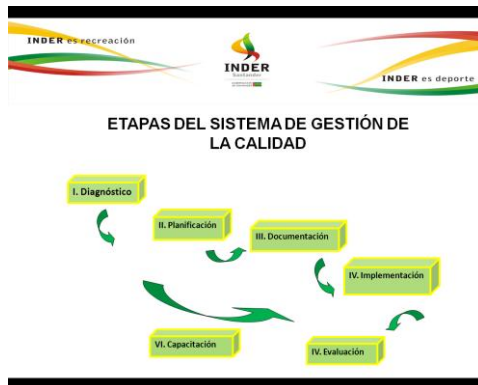 INDER es recreación
INDER
Santander
INDER es deporte
ETAPAS DEL SISTEMA DE GESTIÓN DE
LA CALIDAD
I. Diagnóstico
II. Planificación
III. Documentación
IV. Implementación
VI. Capacitación
IV. Evaluación